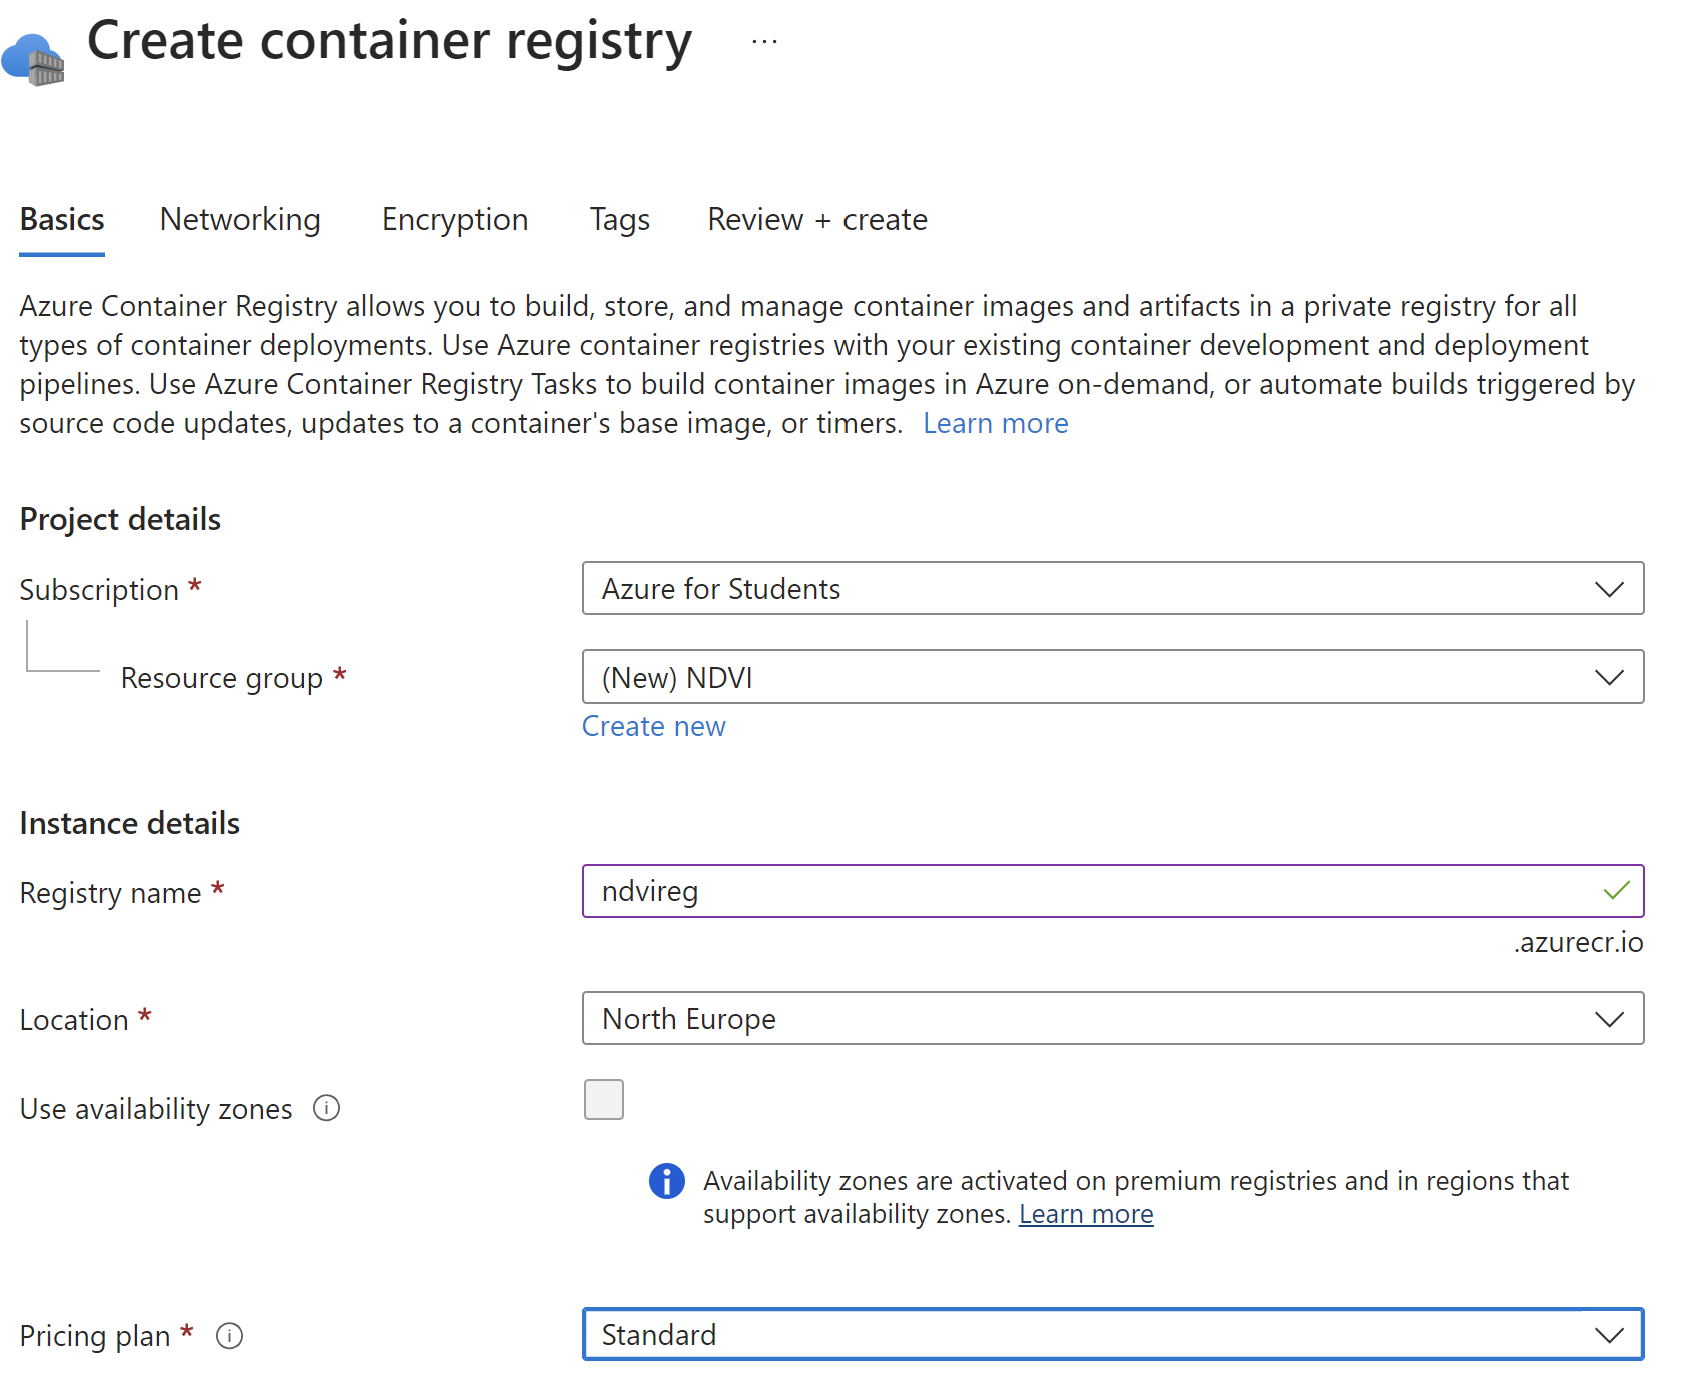 Create container registry ...
Basics Networking Encryption Tags Review + create
Azure Container Registry allows you to build, store, and manage container images and artifacts in a private registry for all
types of container deployments. Use Azure container registries with your existing container development and deployment
pipelines. Use Azure Container Registry Tasks to build container images in Azure on-demand, or automate builds triggered by
source code updates, updates to a container's base image, or timers. Learn more
Project details
Subscription * Azure for Students
Resource group * (New) NDVI
Create new
Instance details
Registry name * ndvireg
.azurecr.io
Location * North Europe
Use availability zones
Availability zones are activated on premium registries and in regions that
support availability zones. Learn more
Pricing plan * Standard